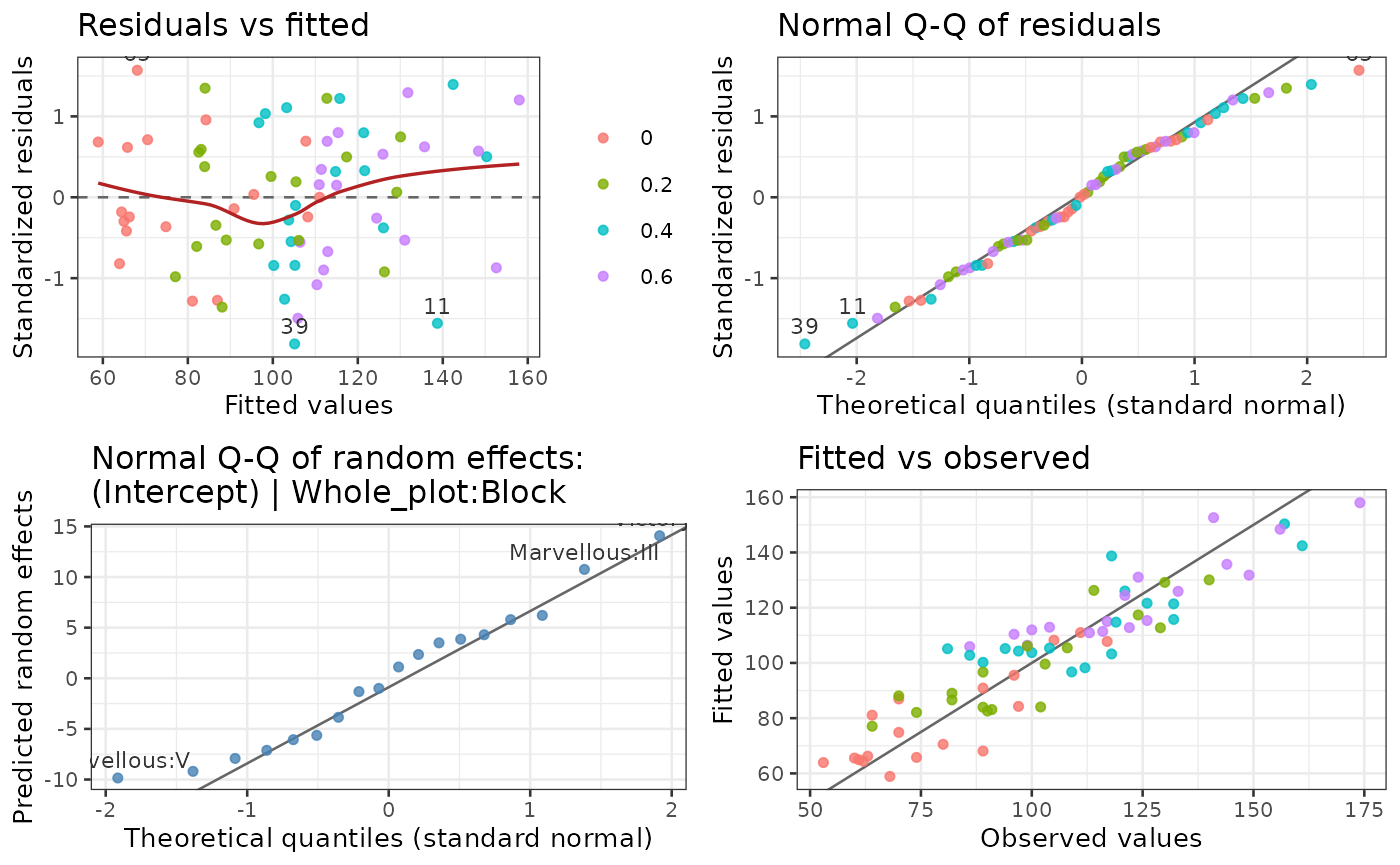 Residuals vs fitted
Standardized residuals
1
0
-1
11
39
60 80 100 120 140 160
Fitted values
0
0.2
0.4
0.6
Normal Q-Q of residuals
Standardized residuals
1
0
-1
11
39
-2 -1 0 1 2
Theoretical quantiles (standard normal)
Normal Q-Q of random effects:
(Intercept) | Whole_plot:Block
Predicted random effects
15
10
5
0
-5
-10
Marvellous:III
vellous:V
-2 -1 0 1 2
Theoretical quantiles (standard normal)
Fitted vs observed
Fitted values
160
140
120
100
80
60
50 75 100 125 150 175
Observed values